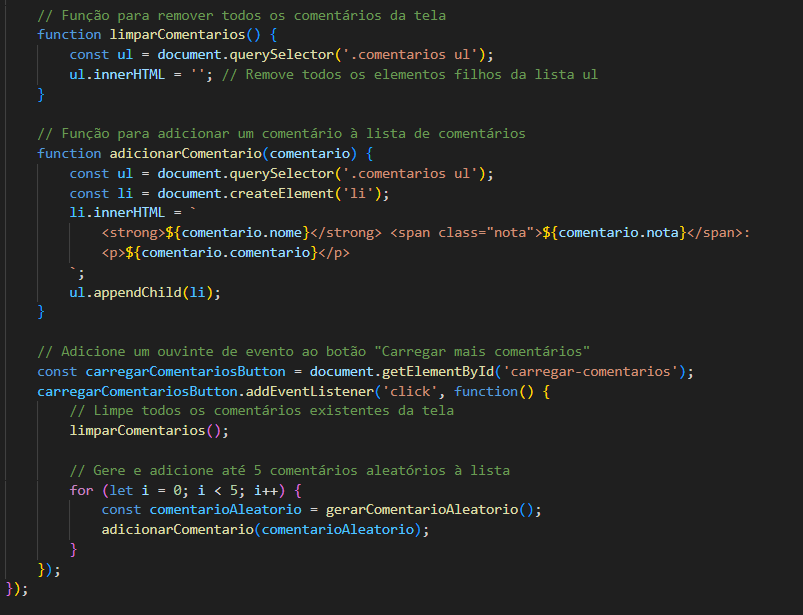 // Função para remover todos os comentários da tela
function limparComentarios() {
const ul = document.querySelector('.comentarios ul');
ul.innerHTML = ''; // Remove todos os elementos filhos da lista ul
}
// Função para adicionar um comentário à lista de comentários
function adicionarComentario(comentario) {
const ul = document.querySelector('.comentarios ul');
const li = document.createElement('li');
li.innerHTML = `
<strong>${comentario.nome}</strong> <span class="nota">${comentario.nota}</span>:
<p>${comentario.comentario}</p>
`;
ul.appendChild(li);
}
// Adicione um ouvinte de evento ao botão "Carregar mais comentários"
const carregarComentariosButton = document.getElementById('carregar-comentarios');
carregarComentariosButton.addEventListener('click', function() {
// Limpe todos os comentários existentes da tela
limparComentarios();
// Gere e adicione até 5 comentários aleatórios à lista
for (let i = 0; i < 5; i++) {
const comentarioAleatorio = gerarComentarioAleatorio();
adicionarComentario(comentarioAleatorio);
}
});
});